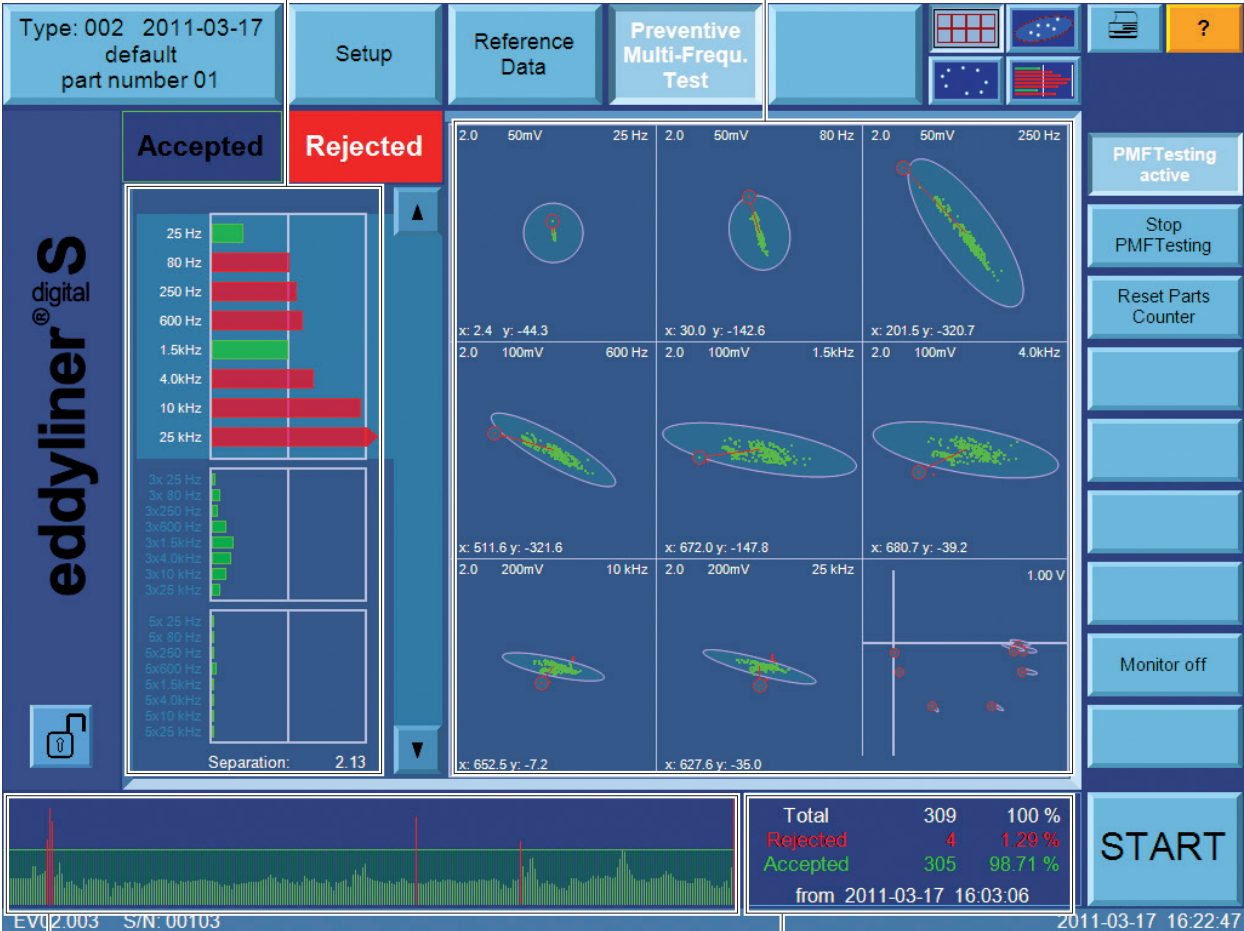 Type: 002 2011-03-17
default
part number 01
Setup
Reference
Data
Preventive
Multi-Frequ.
Test
?
Accepted
Rejected
25 Hz
80 Hz
250 Hz
600 Hz
1.5kHz
4.0kHz
10 kHz
25 kHz
3x 25 Hz
3x 80 Hz
3x250 Hz
3x600 Hz
3x1.5kHz
3x4.0kHz
3x10 kHz
3x25 kHz
5x 25 Hz
5x 80 Hz
5x250 Hz
5x600 Hz
5x1.5kHz
5x4.0kHz
5x10 kHz
5x25 kHz
Separation: 2.13
2.0 50mV 25 Hz
x: 2.4 y: -44.3
2.0 50mV 80 Hz
x: 30.0 y: -142.6
2.0 50mV 250 Hz
x: 201.5 y: -320.7
2.0 100mV 600 Hz
x: 511.6 y: -321.6
2.0 100mV 1.5kHz
x: 672.0 y: -147.8
2.0 100mV 4.0kHz
x: 680.7 y: -39.2
2.0 200mV 10 kHz
x: 652.5 y: -7.2
2.0 200mV 25 kHz
x: 627.6 y: -35.0
1.00 V
PMFTesting
active
Stop
PMFTesting
Reset Parts
Counter
Monitor off
START
eddyliner® digital S
Total 309 100 %
Rejected 4 1.29 %
Accepted 305 98.71 %
from 2011-03-17 16:03:06
EV02.003 S/N: 00103
2011-03-17 16:22:47